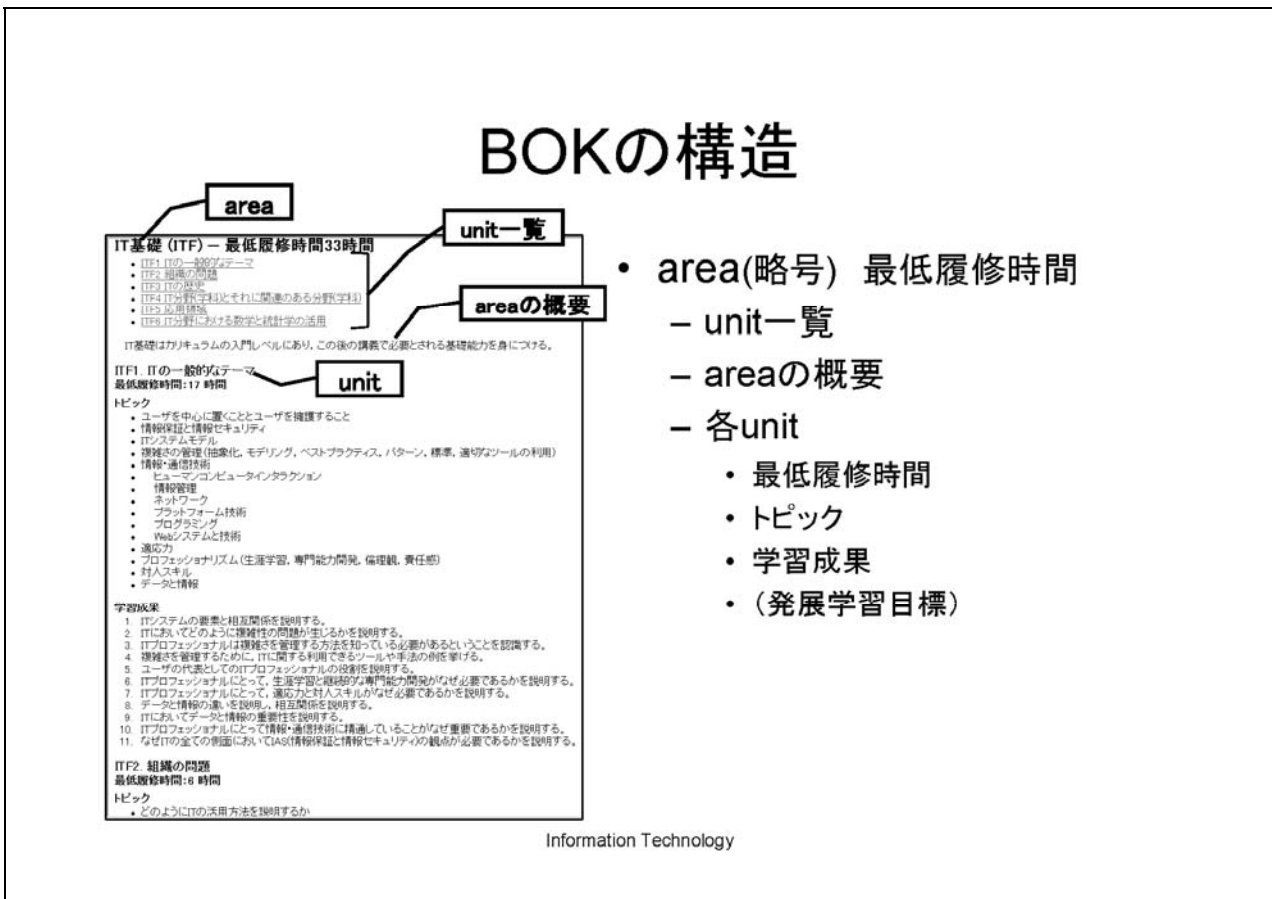 BOKの構造
area
unit一覧
IT基礎 (ITF) － 最低履修時間33時間
• ITF1 ITの一般的なテーマ
• ITF2 組織の問題
• ITF3 ITの歴史
• ITF4 IT分野(学科)とそれに関連のある分野(学科)
• ITF5 応用領域
• ITF6 IT分野における数学と統計学の活用
areaの概要
IT基礎はカリキュラムの入門レベルにあり, この後の講義で必要とされる基礎能力を身につける。
ITF1. ITの一般的なテーマ
unit
最低履修時間:17 時間
トピック
• ユーザを中心に置くこととユーザを擁護すること
• 情報保証と情報セキュリティ
• ITシステムモデル
• 複雑さの管理(抽象化, モデリング, ベストプラクティス, パターン, 標準, 適切なツールの利用)
• 情報・通信技術
• ヒューマンコンピュータインタラクション
• 情報管理
• ネットワーク
• プラットフォーム技術
• プログラミング
• Webシステムと技術
• 適応力
• プロフェッショナリズム(生涯学習, 専門能力開発, 倫理観, 責任感)
• 対人スキル
• データと情報
学習成果
1. ITシステムの要素と相互関係を説明する。
2. ITにおいてどのように複雑性の問題が生じるかを説明する。
3. ITプロフェッショナルは複雑さを管理する方法を知っている必要があるということを認識する。
4. 複雑さを管理するために, ITに関する利用できるツールや手法の例を挙げる。
5. ユーザの代表としてのITプロフェッショナルの役割を説明する。
6. ITプロフェッショナルにとって, 生涯学習と継続的な専門能力開発がなぜ必要であるかを説明する。
7. ITプロフェッショナルにとって, 適応力と対人スキルがなぜ必要であるかを説明する。
8. データと情報の違いを説明し, 相互関係を説明する。
9. ITにおいてデータと情報の重要性を説明する。
10. ITプロフェッショナルにとって情報・通信技術に精通していることがなぜ重要であるかを説明する。
11. なぜITの全ての側面においてIAS(情報保証と情報セキュリティ)の観点が必要であるかを説明する。
ITF2. 組織の問題
最低履修時間:6 時間
トピック
• どのようにITの活用方法を説明するか
• area(略号) 最低履修時間
– unit一覧
– areaの概要
– 各unit
• 最低履修時間
• トピック
• 学習成果
• (発展学習目標)
Information Technology